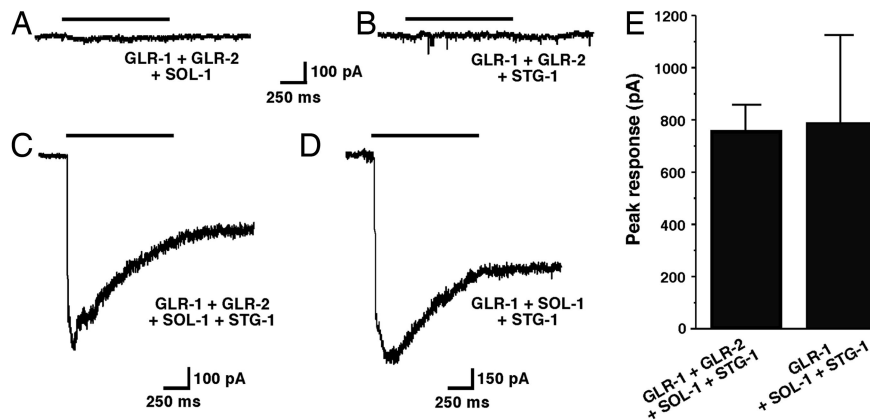 A
GLR-1 + GLR-2
+ SOL-1
100 pA
250 ms
B
GLR-1 + GLR-2
+ STG-1
C
GLR-1 + GLR-2
+ SOL-1 + STG-1
100 pA
250 ms
D
GLR-1 + SOL-1
+ STG-1
150 pA
250 ms
E
Peak response (pA)
1200
1000
800
600
400
200
0
GLR-1 + GLR-2
+ SOL-1 + STG-1
GLR-1
+ SOL-1 + STG-1